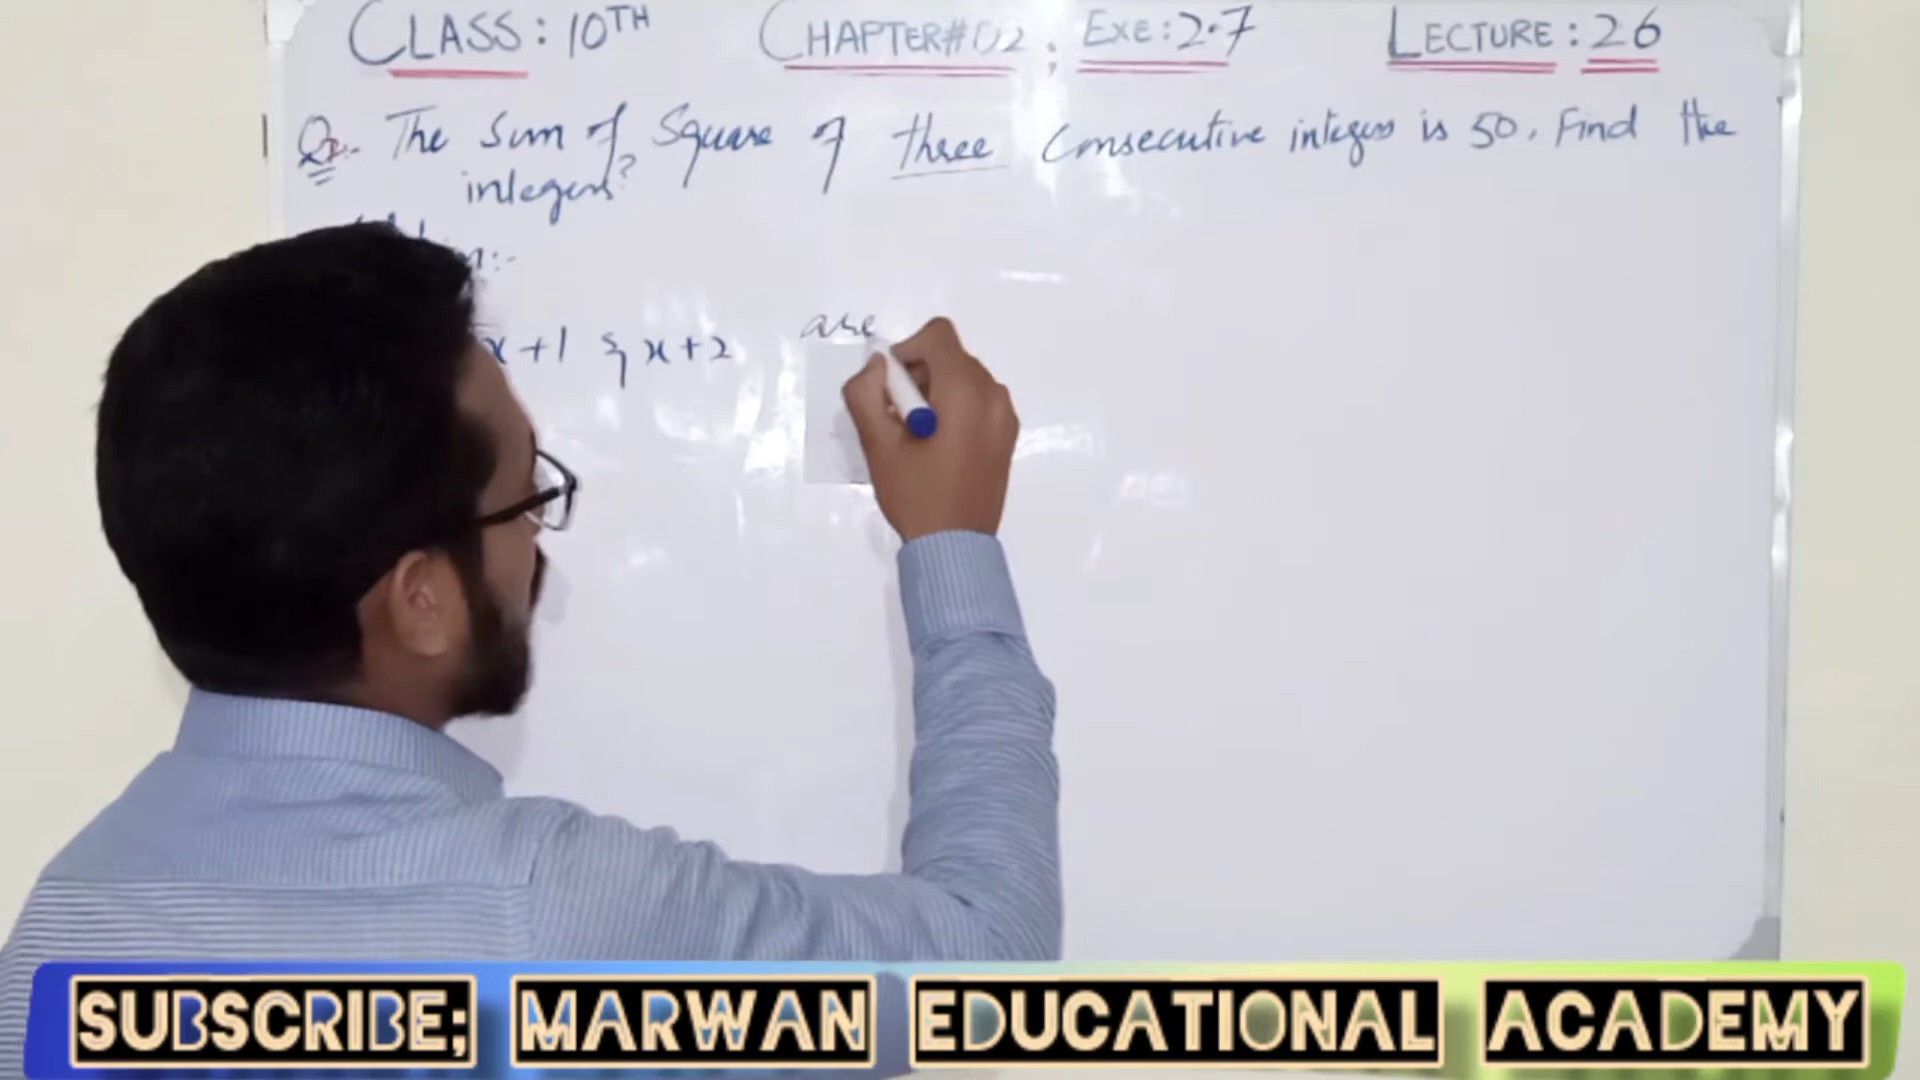 CLASS: 10TH CHAPTER#02; EXE: 2.7 LECTURE: 26
The Sum of Square of three Consecutive integers is 50. Find the
integers?
x+1 & x+2 are
SUBSCRIBE; MARWAN EDUCATIONAL ACADEMY